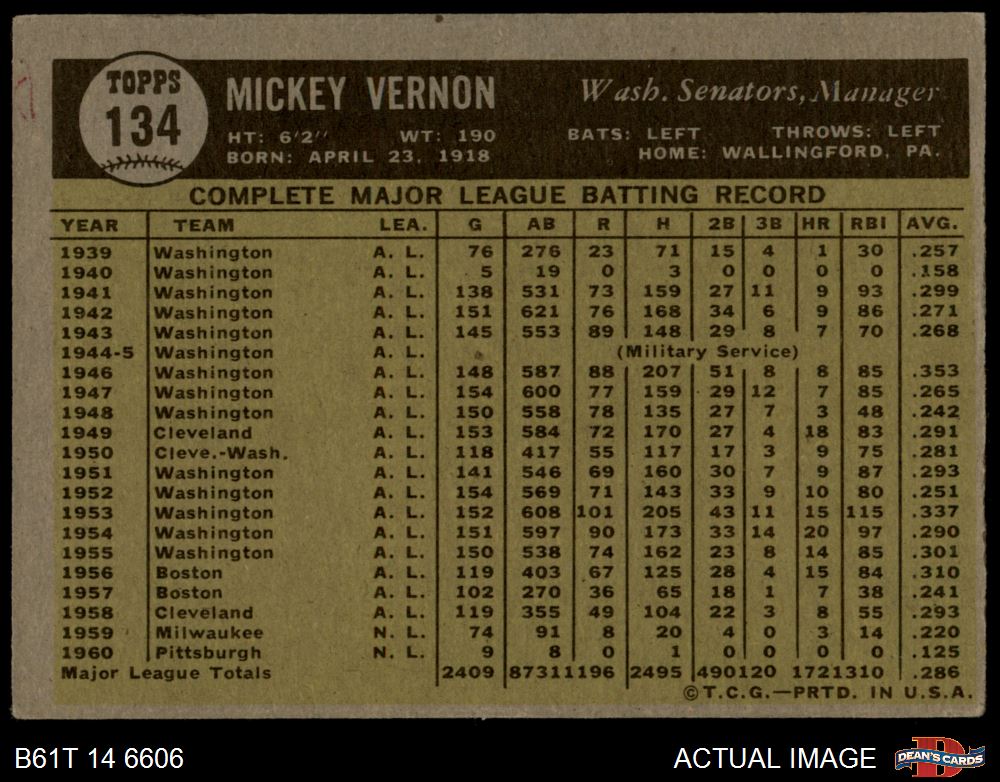 TOPPS
134
MICKEY VERNON
Wash. Senators, Manager
HT: 6'2" WT: 190 BATS: LEFT THROWS: LEFT
BORN: APRIL 23, 1918 HOME: WALLINGFORD, PA.
COMPLETE MAJOR LEAGUE BATTING RECORD
YEAR TEAM LEA. G AB R H 2B 3B HR RBI AVG.
1939 Washington A. L. 76 276 23 71 15 4 1 30 .257
1940 Washington A. L. 5 19 0 3 0 0 0 0 .158
1941 Washington A. L. 138 531 73 159 27 11 9 93 .299
1942 Washington A. L. 151 621 76 168 34 6 9 86 .271
1943 Washington A. L. 145 553 89 148 29 8 7 70 .268
1944-5 Washington A. L. (Military Service)
1946 Washington A. L. 148 587 88 207 51 8 8 85 .353
1947 Washington A. L. 154 600 77 159 29 12 7 85 .265
1948 Washington A. L. 150 558 78 135 27 7 3 48 .242
1949 Cleveland A. L. 153 584 72 170 27 4 18 83 .291
1950 Cleve.-Wash. A. L. 118 417 55 117 17 3 9 75 .281
1951 Washington A. L. 141 546 69 160 30 7 9 87 .293
1952 Washington A. L. 154 569 71 143 33 9 10 80 .251
1953 Washington A. L. 152 608 101 205 43 11 15 115 .337
1954 Washington A. L. 151 597 90 173 33 14 20 97 .290
1955 Washington A. L. 150 538 74 162 23 8 14 85 .301
1956 Boston A. L. 119 403 67 125 28 4 15 84 .310
1957 Boston A. L. 102 270 36 65 18 1 7 38 .241
1958 Cleveland A. L. 119 355 49 104 22 3 8 55 .293
1959 Milwaukee N. L. 74 91 8 20 4 0 3 14 .220
1960 Pittsburgh N. L. 9 8 0 1 0 0 0 0 .125
Major League Totals 2409 8731 1196 2495 490 120 172 1310 .286
©T.C.G.—PRTD. IN U.S.A.
B61T 14 6606
ACTUAL IMAGE
DEAN'S CARDS